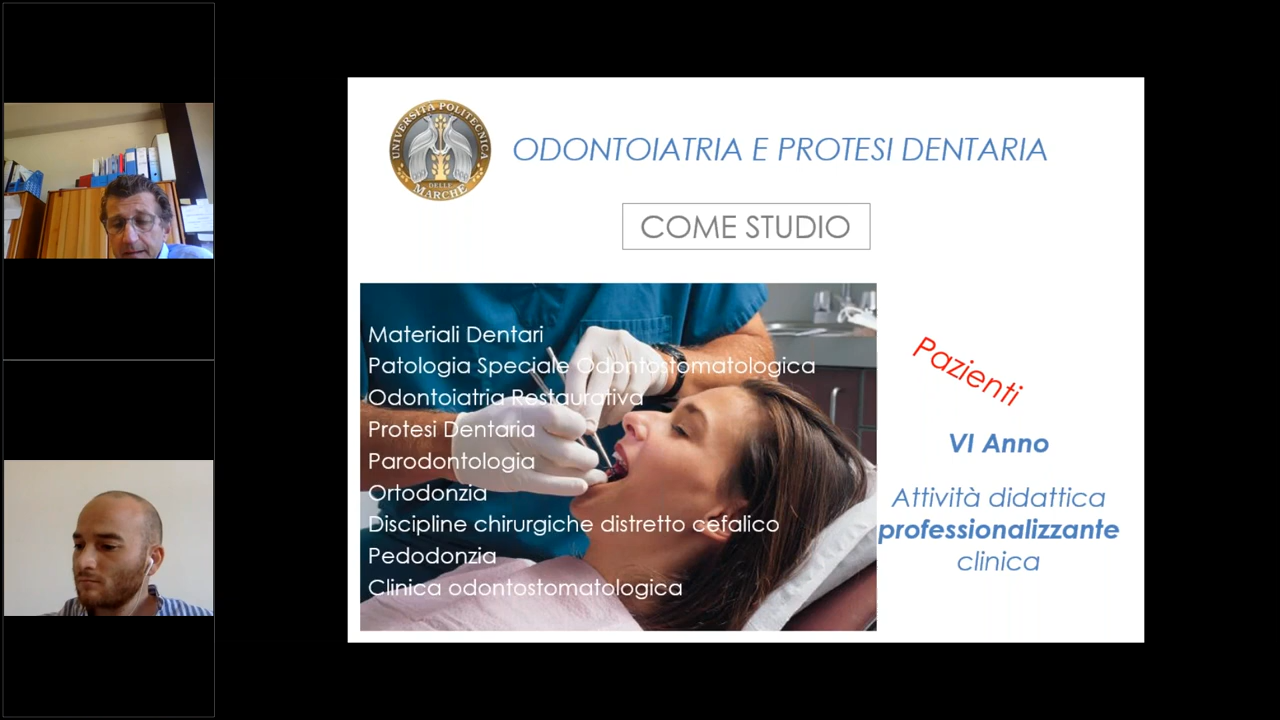 UNIVERSITÀ POLITECNICA
DELLE
MARCHE
ODONTOIATRIA E PROTESI DENTARIA
COME STUDIO
Materiali Dentari
Patologia Speciale Odontostomatologica
Odontoiatria Restaurativa
Protesi Dentaria
Parodontologia
Ortodonzia
Discipline chirurgiche distretto cefalico
Pedodonzia
Clinica odontostomatologica
Pazienti
VI Anno
Attività didattica
professionalizzante
clinica